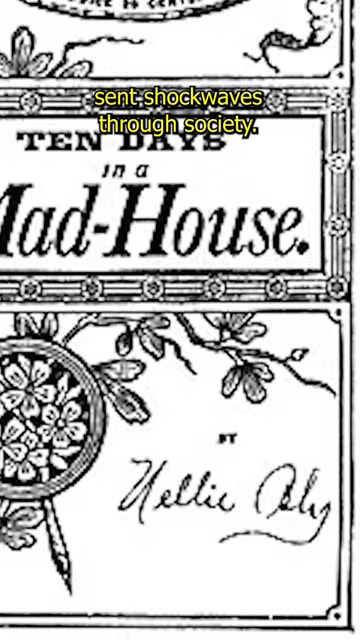 sent shockwaves
through society.
TEN DAYS
in a
Mad-House.
BY
Nellie Bly